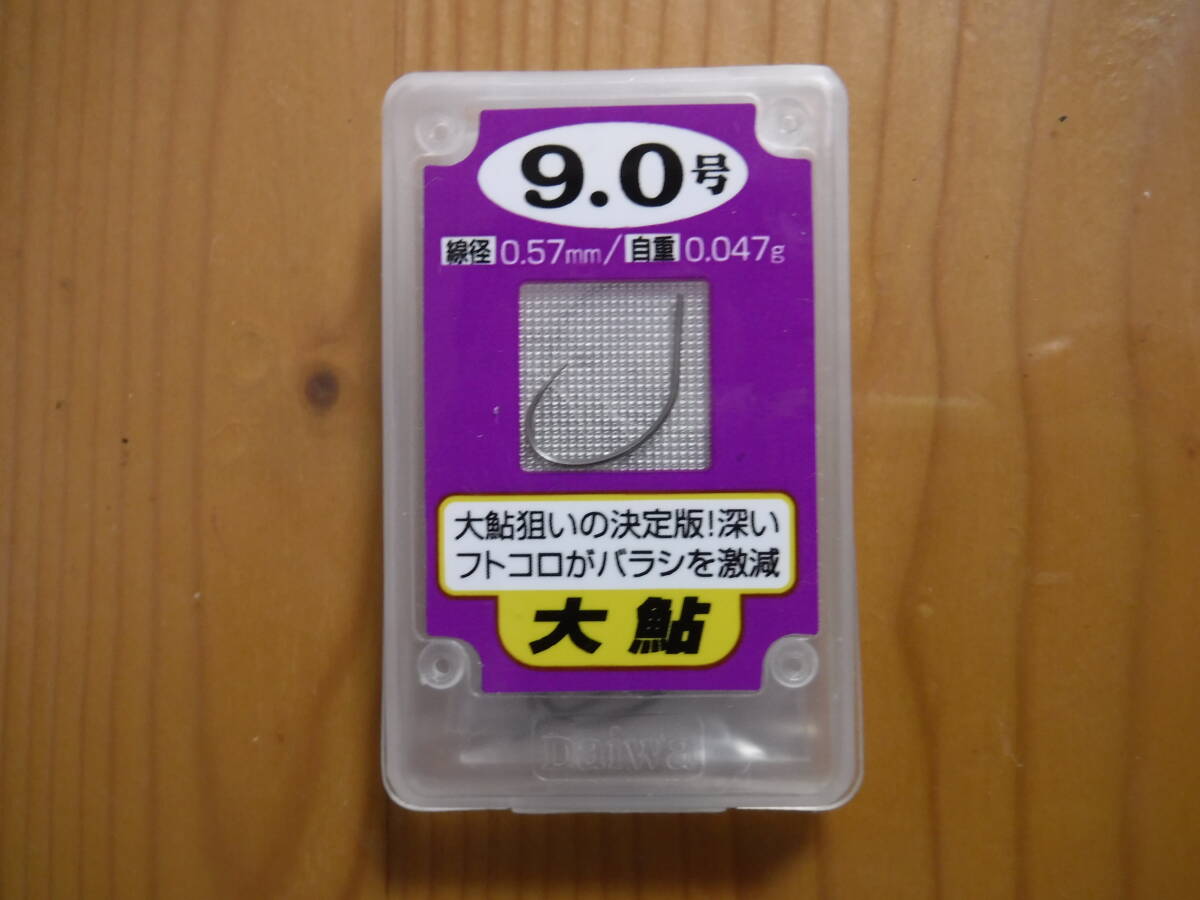 9.0号
線径 0.57mm/自重 0.047g
大鮎狙いの決定版!深い
フトコロがバラシを激減
大鮎
Daiwa